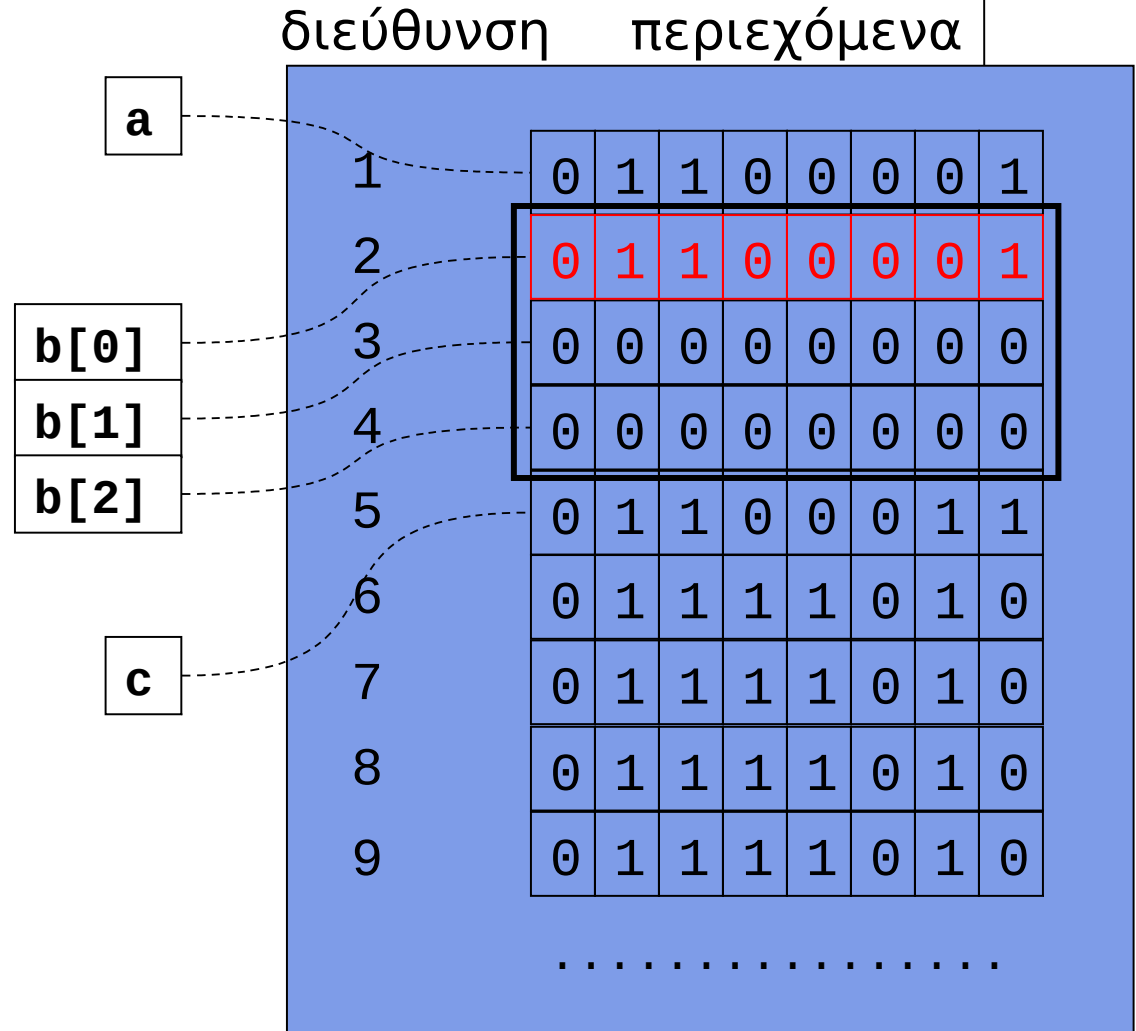 διεύθυνση περιεχόμενα
a
1 0 1 1 0 0 0 0 1
2 0 1 1 0 0 0 0 1
b[0]
3 0 0 0 0 0 0 0 0
b[1]
4 0 0 0 0 0 0 0 0
b[2]
5 0 1 1 0 0 0 1 1
6 0 1 1 1 1 0 1 0
c
7 0 1 1 1 1 0 1 0
8 0 1 1 1 1 0 1 0
9 0 1 1 1 1 0 1 0
................